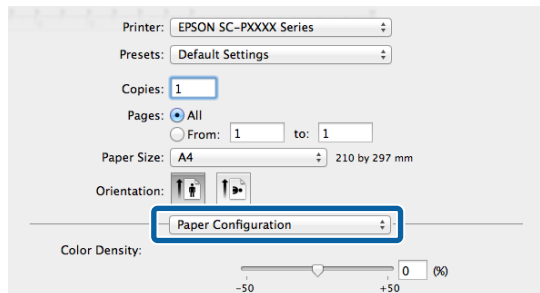 Printer: EPSON SC-PXXXX Series
Presets: Default Settings
Copies: 1
Pages: All
From: 1 to: 1
Paper Size: A4 210 by 297 mm
Orientation:
Paper Configuration
Color Density:
0 (%)
-50 +50